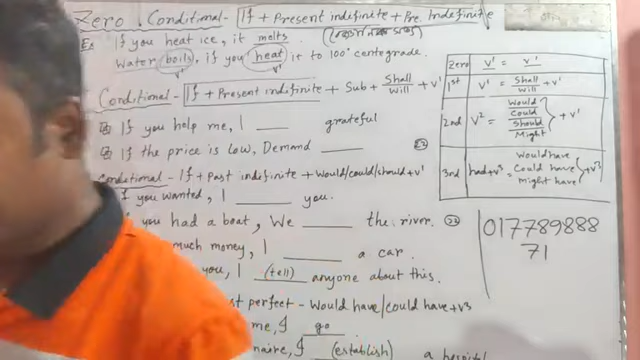 Zero Conditional - If + Present indefinite + Pre. Indefinite
Ex If you heat ice, it melts.
Water boils, if you heat it to 100° centegrade.
v¹ v¹
Conditional - If + Present indefinite + Sub + Shall/will + v¹
If you help me, I ____ grateful
If the price is low, Demand ____
22
Conditional - If + Past indefinite + Would/could/should + v¹
If you wanted, I ____ you.
you had a boat, We ____ the river. 22
much money, I ____ a car.
you, I (tell) anyone about this.
st perfect - Would have/could have + v3
me, I go
naire, I (establish) a
Zero v¹ = v¹
1st v¹ = Shall/will + v¹
2nd v² = Would
Could
Should
Might } + v¹
3rd had + v³ = Would have
Could have
might have } + v³
017789888
71